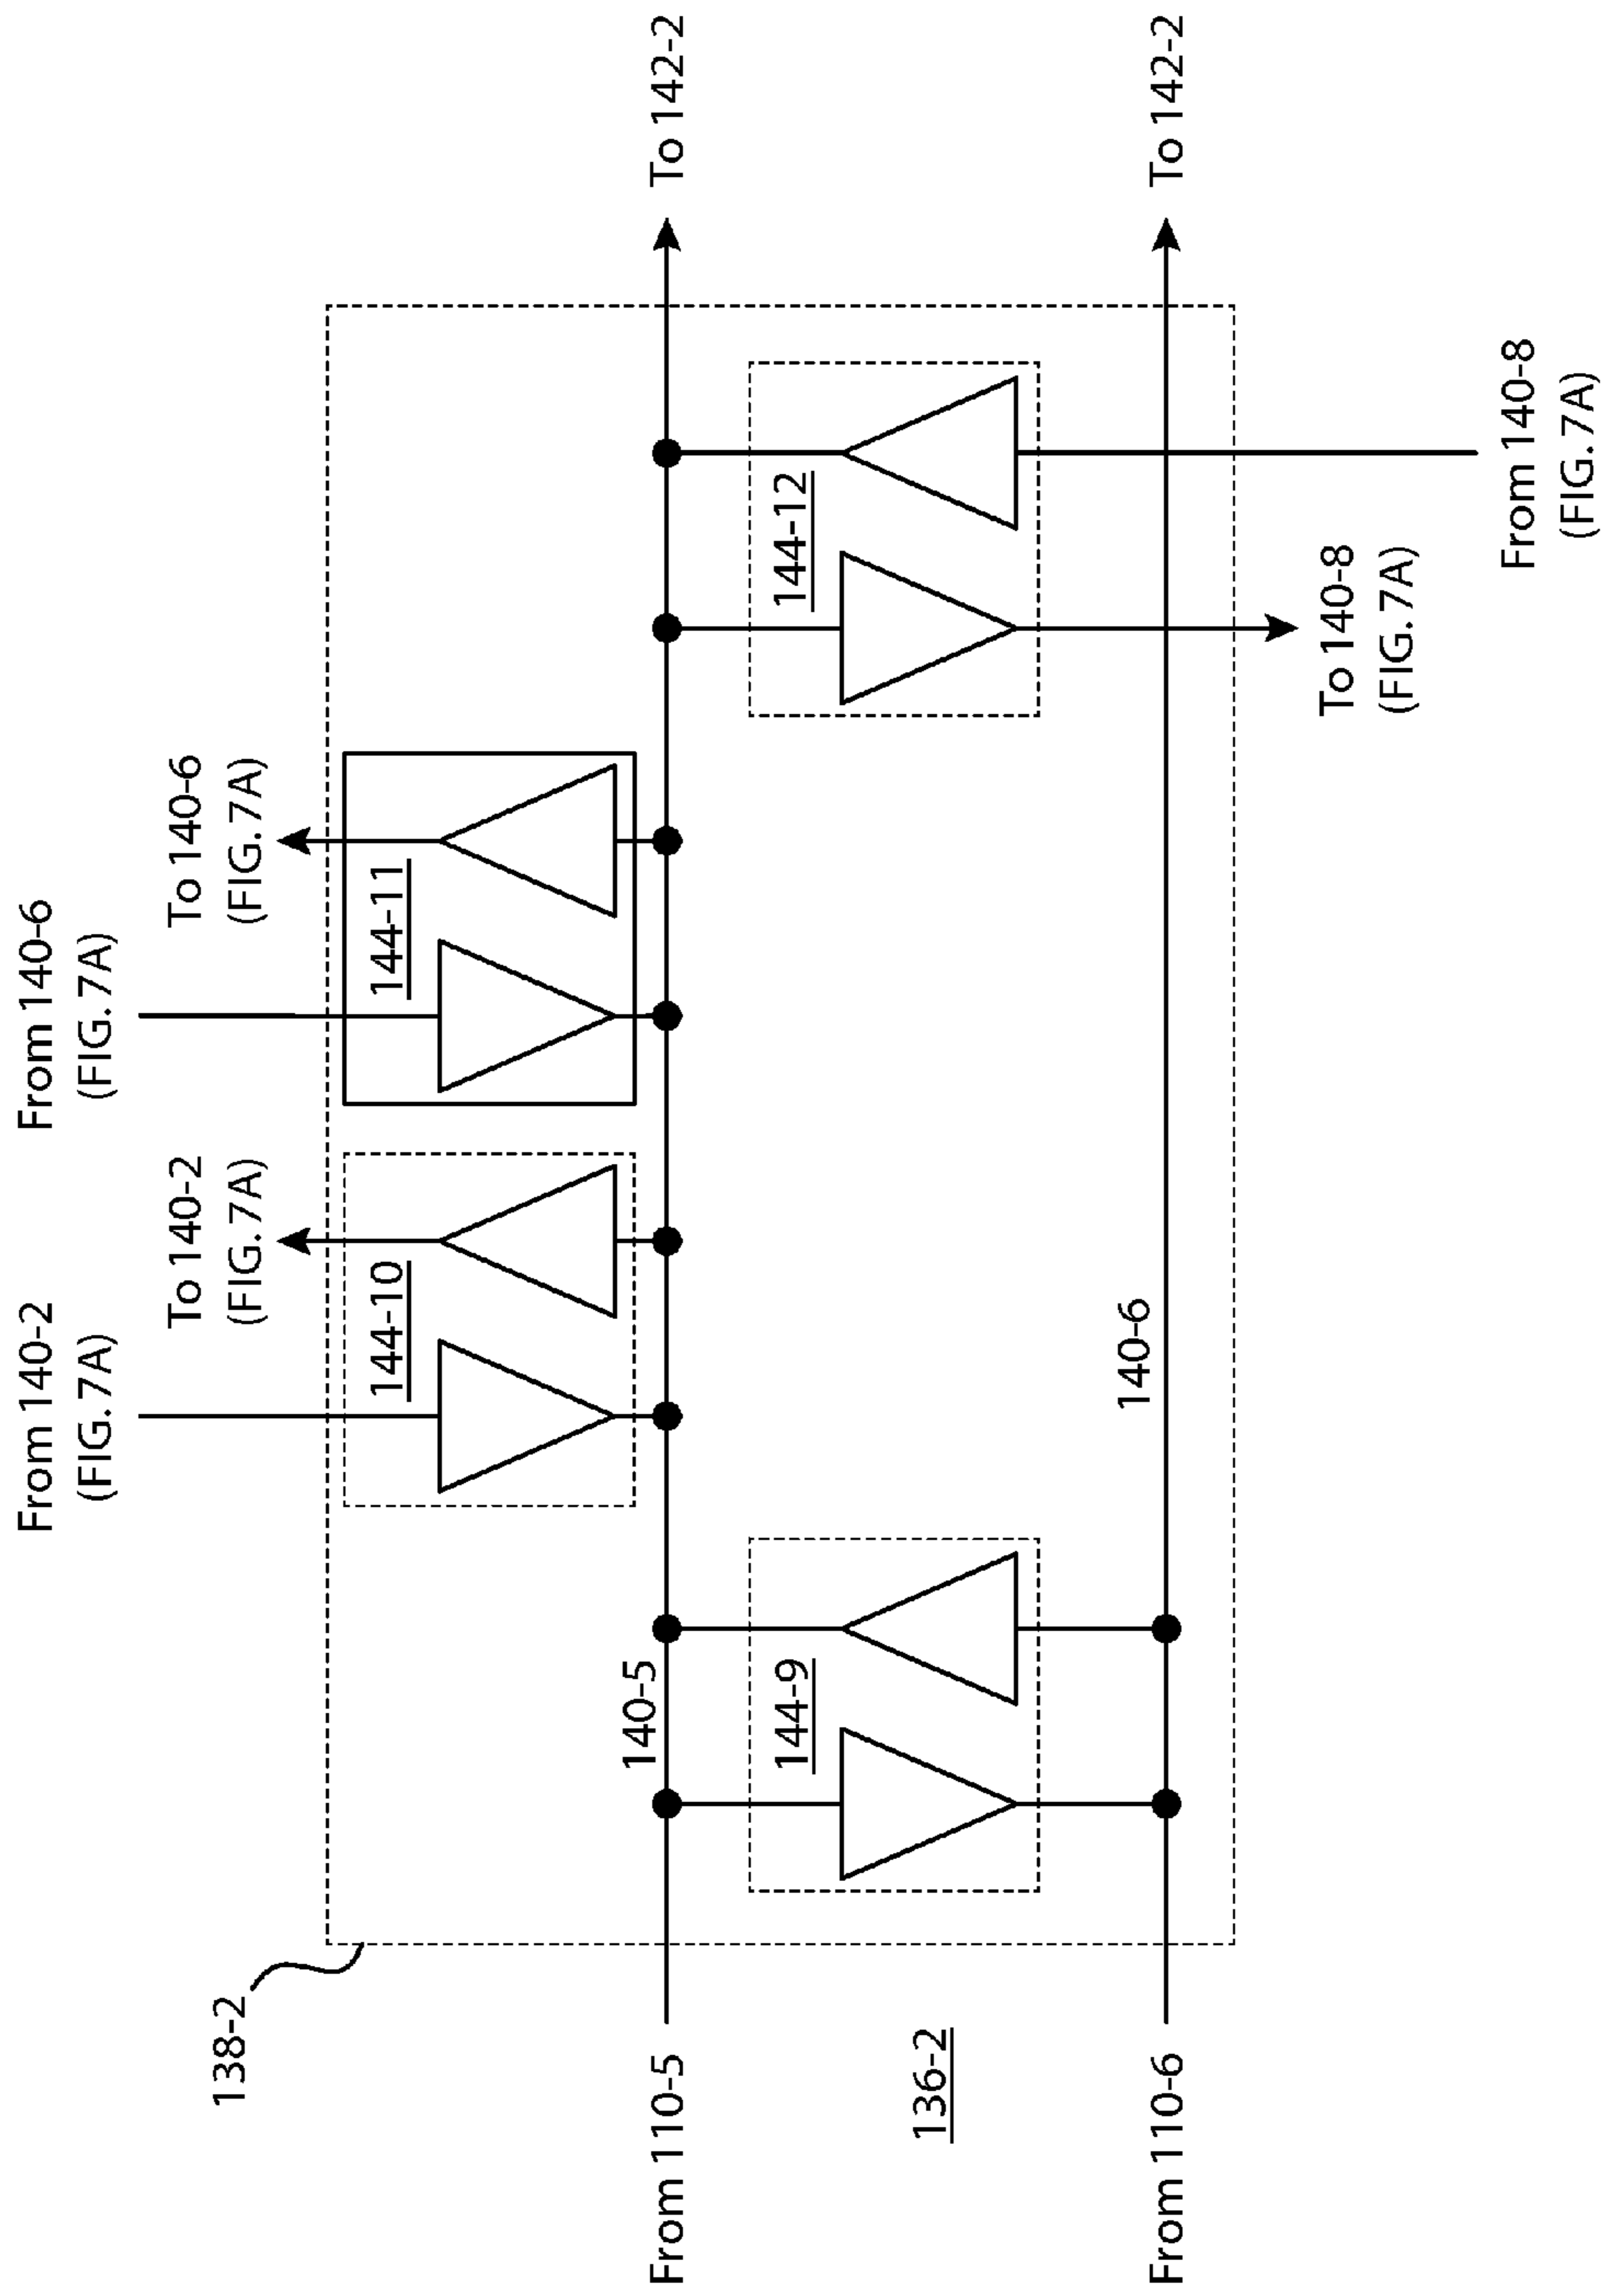 From 140-2
(FIG. 7A)
From 140-6
(FIG. 7A)
To 140-2
(FIG. 7A)
To 140-6
(FIG. 7A)
138-2
144-10
144-11
From 110-5
140-5
To 142-2
144-9
144-12
136-2
140-6
From 110-6
To 142-2
To 140-8
(FIG. 7A)
From 140-8
(FIG. 7A)